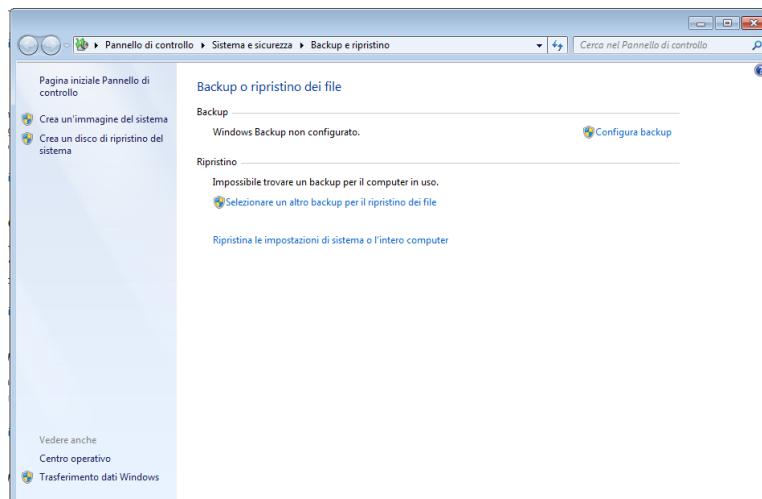 Pannello di controllo ▸ Sistema e sicurezza ▸ Backup e ripristino
Cerca nel Pannello di controllo
Pagina iniziale Pannello di
controllo
Crea un'immagine del sistema
Crea un disco di ripristino del
sistema
Backup o ripristino dei file
Backup
Windows Backup non configurato.
Configura backup
Ripristino
Impossibile trovare un backup per il computer in uso.
Selezionare un altro backup per il ripristino dei file
Ripristina le impostazioni di sistema o l'intero computer
Vedere anche
Centro operativo
Trasferimento dati Windows